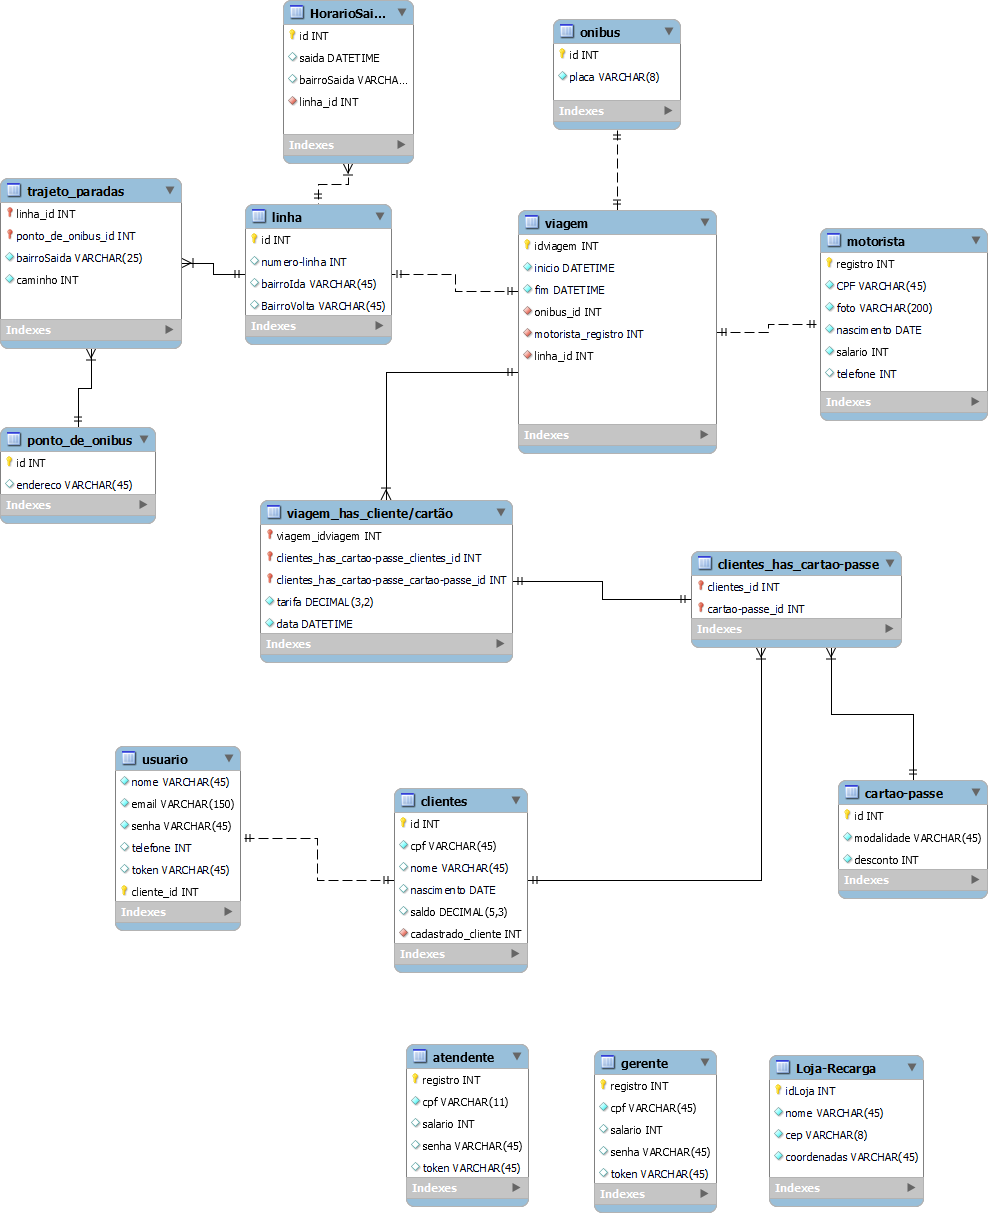 HorarioSai...
id INT
saida DATETIME
bairroSaida VARCHA...
linha_id INT
Indexes
onibus
id INT
placa VARCHAR(8)
Indexes
trajeto_paradas
linha_id INT
ponto_de_onibus_id INT
bairroSaida VARCHAR(25)
caminho INT
Indexes
linha
id INT
numero-linha INT
bairroIda VARCHAR(45)
BairroVolta VARCHAR(45)
Indexes
viagem
idviagem INT
inicio DATETIME
fim DATETIME
onibus_id INT
motorista_registro INT
linha_id INT
Indexes
motorista
registro INT
CPF VARCHAR(45)
foto VARCHAR(200)
nascimento DATE
salario INT
telefone INT
Indexes
ponto_de_onibus
id INT
endereco VARCHAR(45)
Indexes
viagem_has_cliente/cartão
viagem_idviagem INT
clientes_has_cartao-passe_clientes_id INT
clientes_has_cartao-passe_cartao-passe_id INT
tarifa DECIMAL(3,2)
data DATETIME
Indexes
clientes_has_cartao-passe
clientes_id INT
cartao-passe_id INT
Indexes
usuario
nome VARCHAR(45)
email VARCHAR(150)
senha VARCHAR(45)
telefone INT
token VARCHAR(45)
cliente_id INT
Indexes
clientes
id INT
cpf VARCHAR(45)
nome VARCHAR(45)
nascimento DATE
saldo DECIMAL(5,3)
cadastrado_cliente INT
Indexes
cartao-passe
id INT
modalidade VARCHAR(45)
desconto INT
Indexes
atendente
registro INT
cpf VARCHAR(11)
salario INT
senha VARCHAR(45)
token VARCHAR(45)
Indexes
gerente
registro INT
cpf VARCHAR(45)
salario INT
senha VARCHAR(45)
token VARCHAR(45)
Indexes
Loja-Recarga
idLoja INT
nome VARCHAR(45)
cep VARCHAR(8)
coordenadas VARCHAR(45)
Indexes